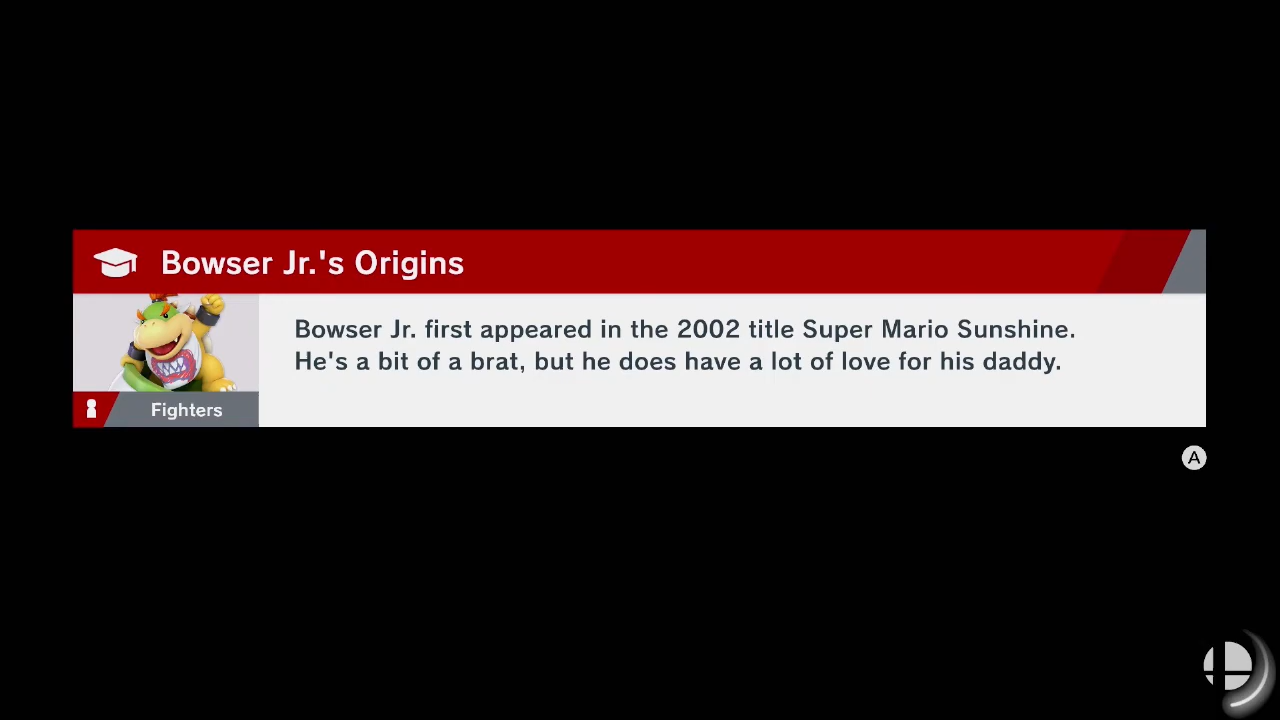 Bowser Jr.'s Origins
Bowser Jr. first appeared in the 2002 title Super Mario Sunshine.
He's a bit of a brat, but he does have a lot of love for his daddy.
Fighters
A